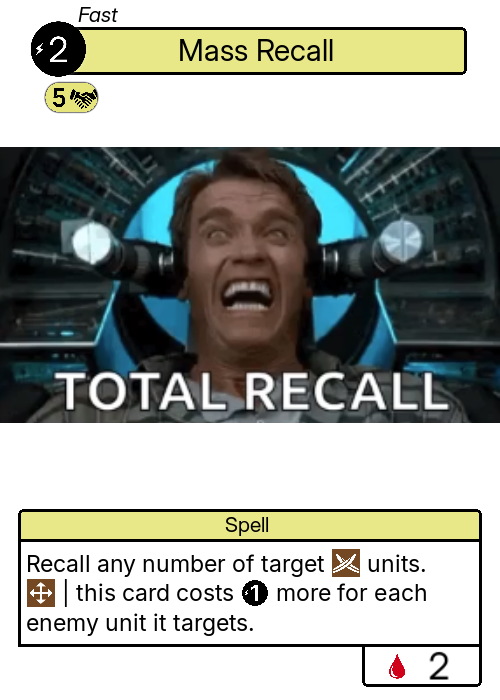 Fast
2 Mass Recall
5
TOTAL RECALL
Spell
Recall any number of target units.
| this card costs 1 more for each
enemy unit it targets.
2